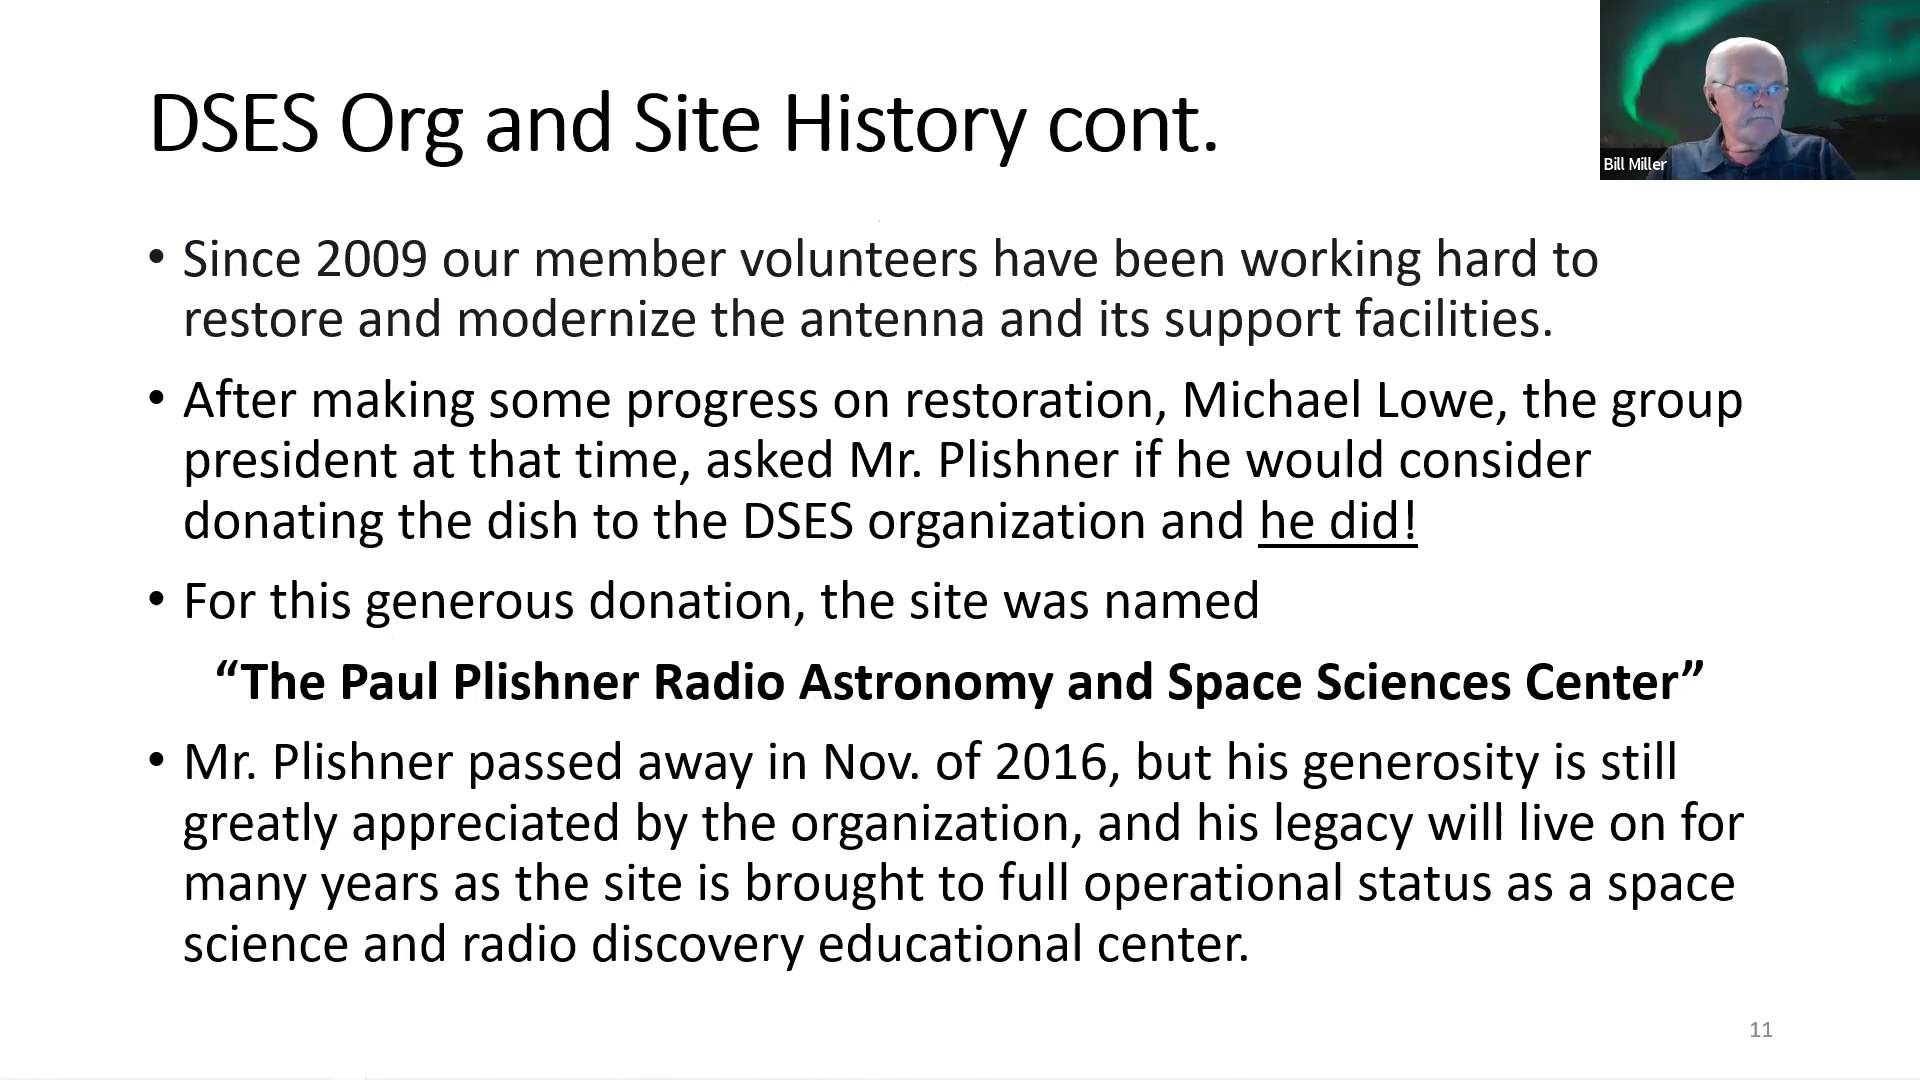 DSES Org and Site History cont.
Bill Miller
• Since 2009 our member volunteers have been working hard to
restore and modernize the antenna and its support facilities.
• After making some progress on restoration, Michael Lowe, the group
president at that time, asked Mr. Plishner if he would consider
donating the dish to the DSES organization and he did!
• For this generous donation, the site was named
“The Paul Plishner Radio Astronomy and Space Sciences Center”
• Mr. Plishner passed away in Nov. of 2016, but his generosity is still
greatly appreciated by the organization, and his legacy will live on for
many years as the site is brought to full operational status as a space
science and radio discovery educational center.
11